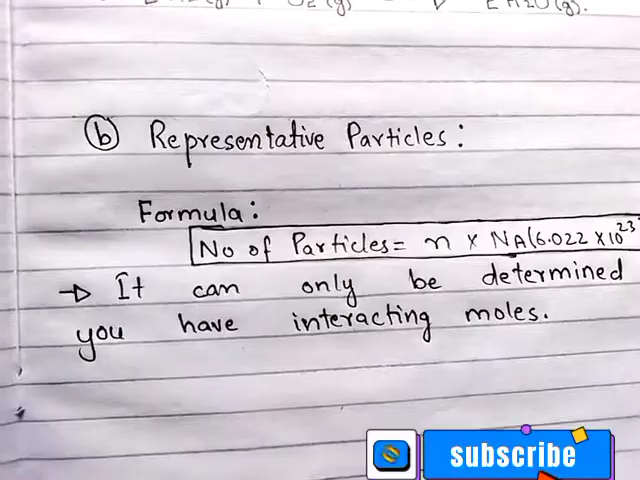 2H2O(g).
ⓑ Representative Particles:
Formula:
No of Particles = n × NA(6.022 × 10²³
→ It can only be determined
you have interacting moles.
subscribe